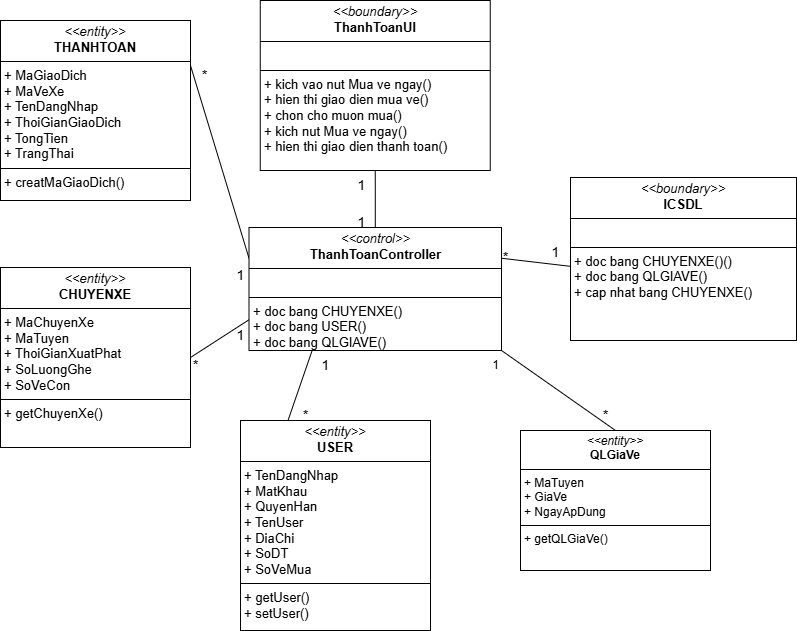 <<boundary>>
ThanhToanUI
+ kich vao nut Mua ve ngay()
+ hien thi giao dien mua ve()
+ chon cho muon mua()
+ kich nut Mua ve ngay()
+ hien thi giao dien thanh toan()
<<entity>>
THANHTOAN
+ MaGiaoDich
+ MaVeXe
+ TenDangNhap
+ ThoiGianGiaoDich
+ TongTien
+ TrangThai
+ creatMaGiaoDich()
*
1
1
1
<<control>>
ThanhToanController
+ doc bang CHUYENXE()
+ doc bang USER()
+ doc bang QLGIAVE()
*
1
<<boundary>>
ICSDL
+ doc bang CHUYENXE()()
+ doc bang QLGIAVE()
+ cap nhat bang CHUYENXE()
<<entity>>
CHUYENXE
+ MaChuyenXe
+ MaTuyen
+ ThoiGianXuatPhat
+ SoLuongGhe
+ SoVeCon
+ getChuyenXe()
*
1
1
*
<<entity>>
USER
+ TenDangNhap
+ MatKhau
+ QuyenHan
+ TenUser
+ DiaChi
+ SoDT
+ SoVeMua
+ getUser()
+ setUser()
1
*
<<entity>>
QLGiaVe
+ MaTuyen
+ GiaVe
+ NgayApDung
+ getQLGiaVe()